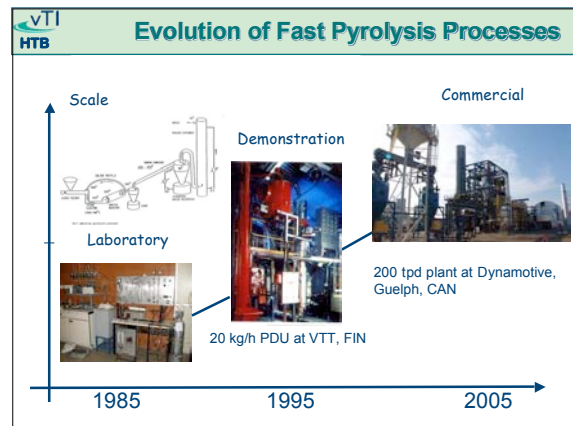 vTI
HTB
Evolution of Fast Pyrolysis Processes
Scale
Commercial
Demonstration
Laboratory
200 tpd plant at Dynamotive,
Guelph, CAN
20 kg/h PDU at VTT, FIN
1985
1995
2005